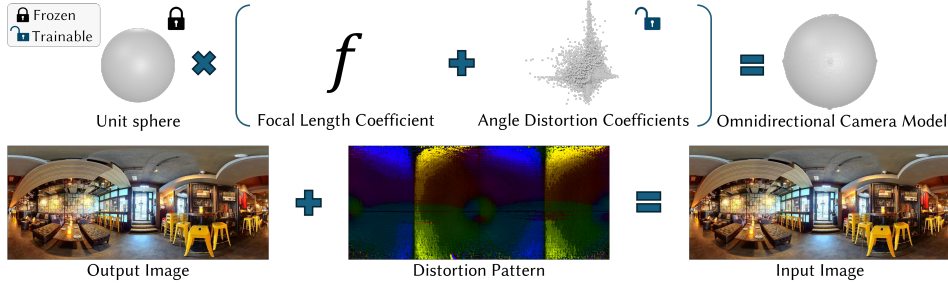 Frozen
Trainable
f
Unit sphere
Focal Length Coefficient
Angle Distortion Coefficients
Omnidirectional Camera Model
Output Image
Distortion Pattern
Input Image